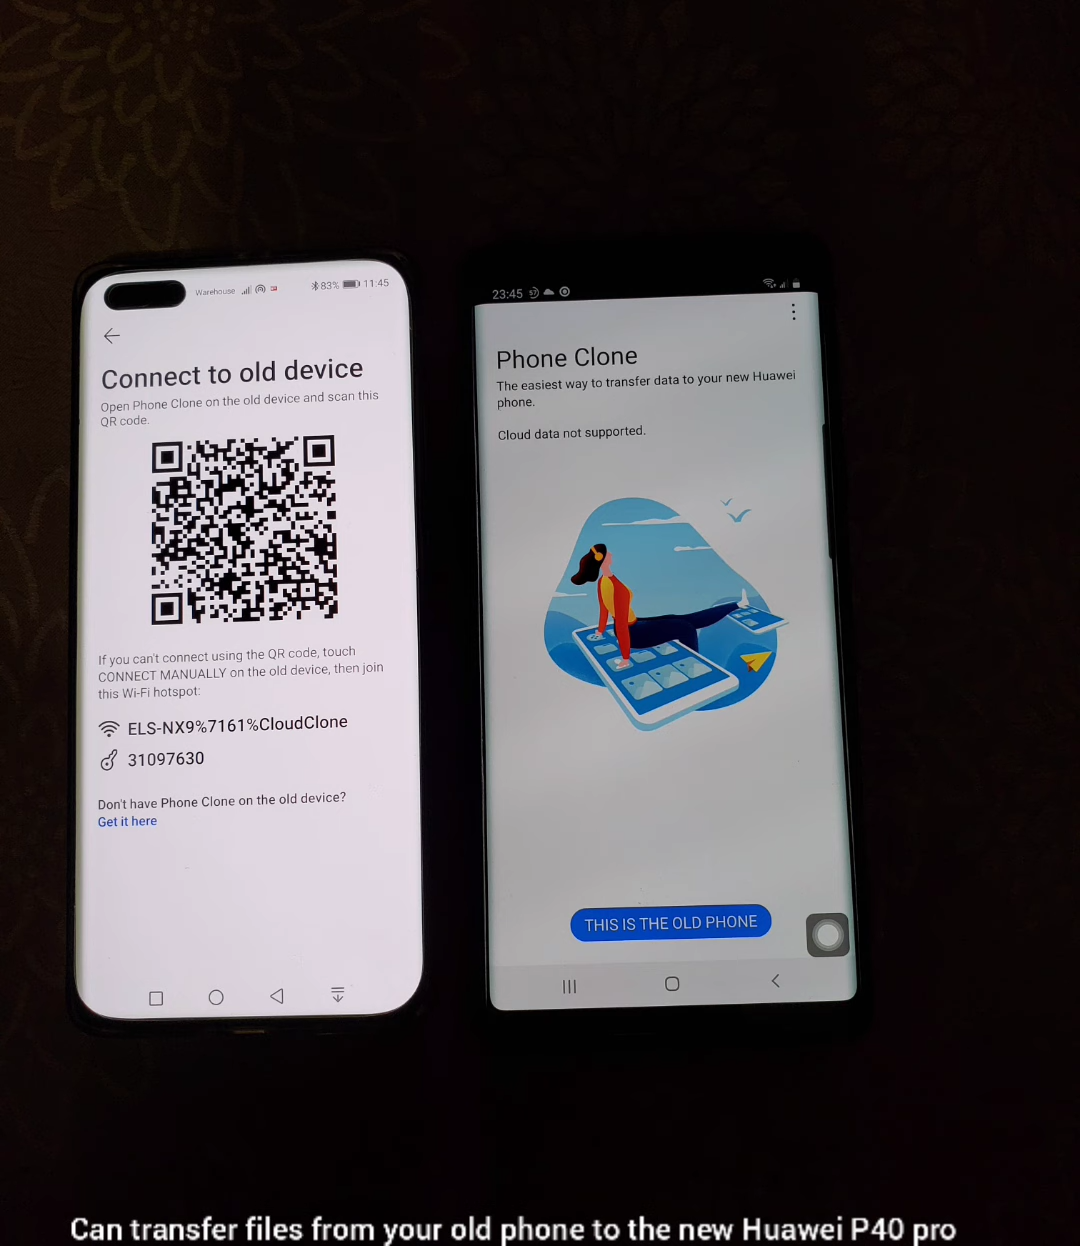 Warehouse
83% 11:45
Connect to old device
Open Phone Clone on the old device and scan this
QR code.
If you can't connect using the QR code, touch
CONNECT MANUALLY on the old device, then join
this Wi-Fi hotspot:
ELS-NX9%7161%CloudClone
31097630
Don't have Phone Clone on the old device?
Get it here
23:45
Phone Clone
The easiest way to transfer data to your new Huawei
phone.
Cloud data not supported.
THIS IS THE OLD PHONE
Can transfer files from your old phone to the new Huawei P40 pro